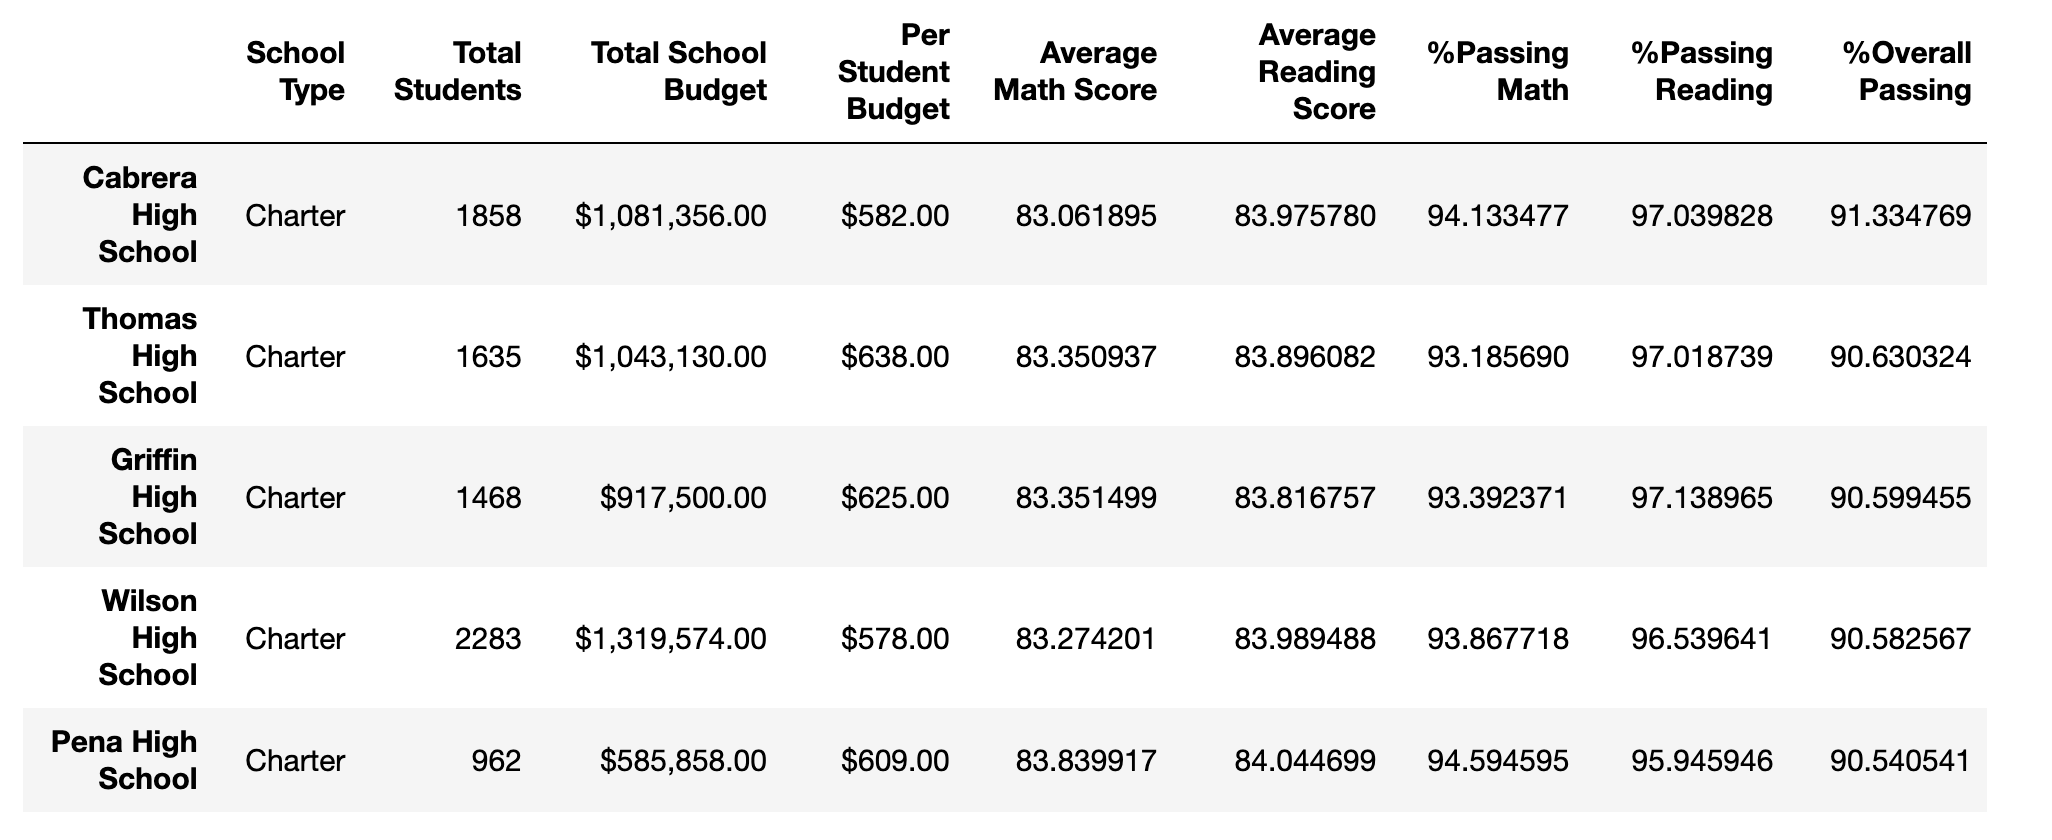 School Type Total Students Total School Budget Per Student Budget Average Math Score Average Reading Score %Passing Math %Passing Reading %Overall Passing
Cabrera High School Charter 1858 $1,081,356.00 $582.00 83.061895 83.975780 94.133477 97.039828 91.334769
Thomas High School Charter 1635 $1,043,130.00 $638.00 83.350937 83.896082 93.185690 97.018739 90.630324
Griffin High School Charter 1468 $917,500.00 $625.00 83.351499 83.816757 93.392371 97.138965 90.599455
Wilson High School Charter 2283 $1,319,574.00 $578.00 83.274201 83.989488 93.867718 96.539641 90.582567
Pena High School Charter 962 $585,858.00 $609.00 83.839917 84.044699 94.594595 95.945946 90.540541